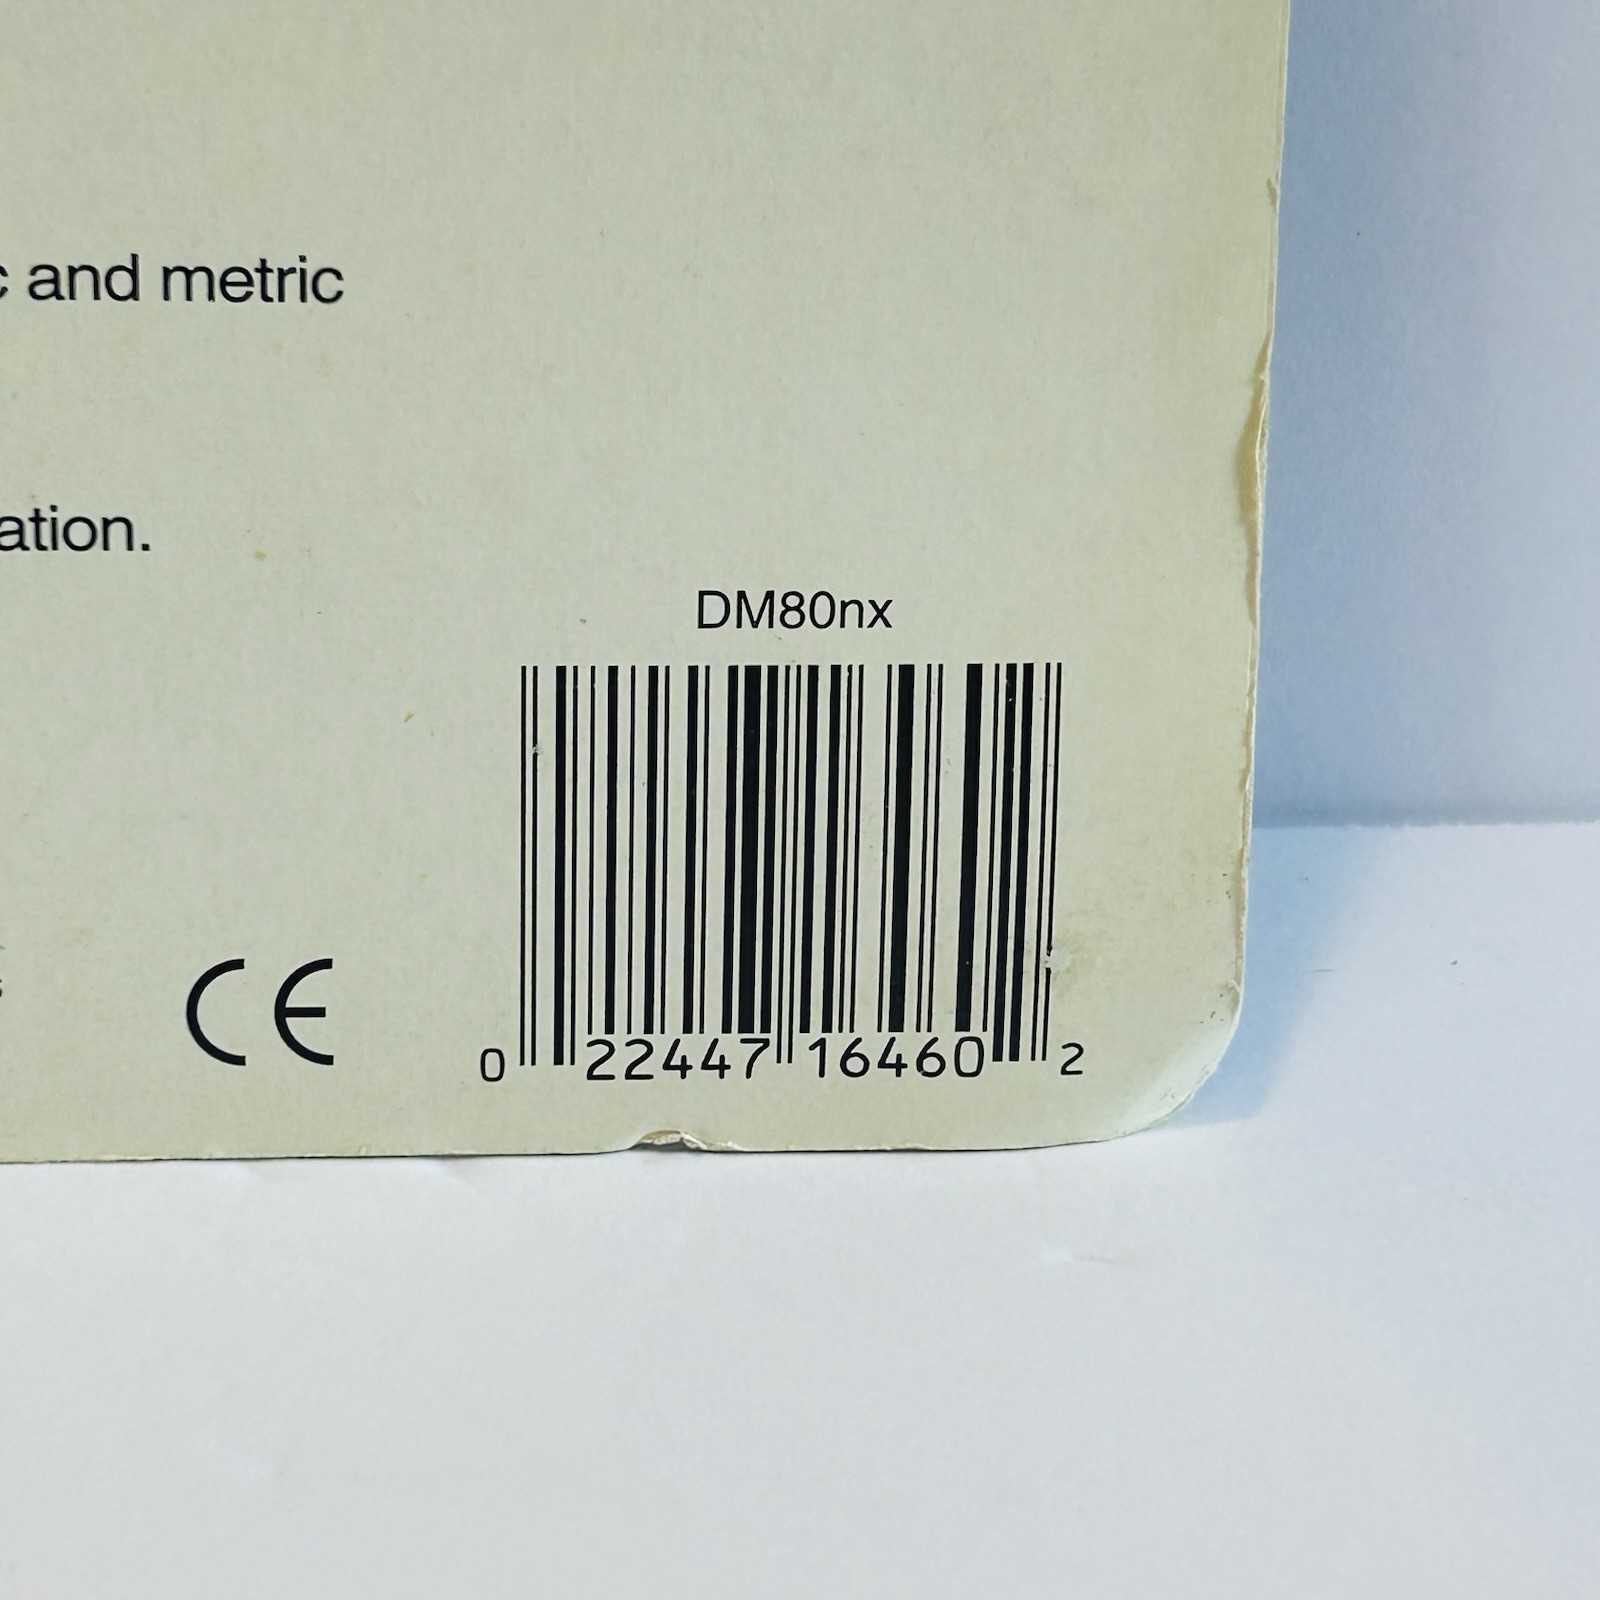 and metric
ation.
DM80nx
CE
0 22447 16460 2